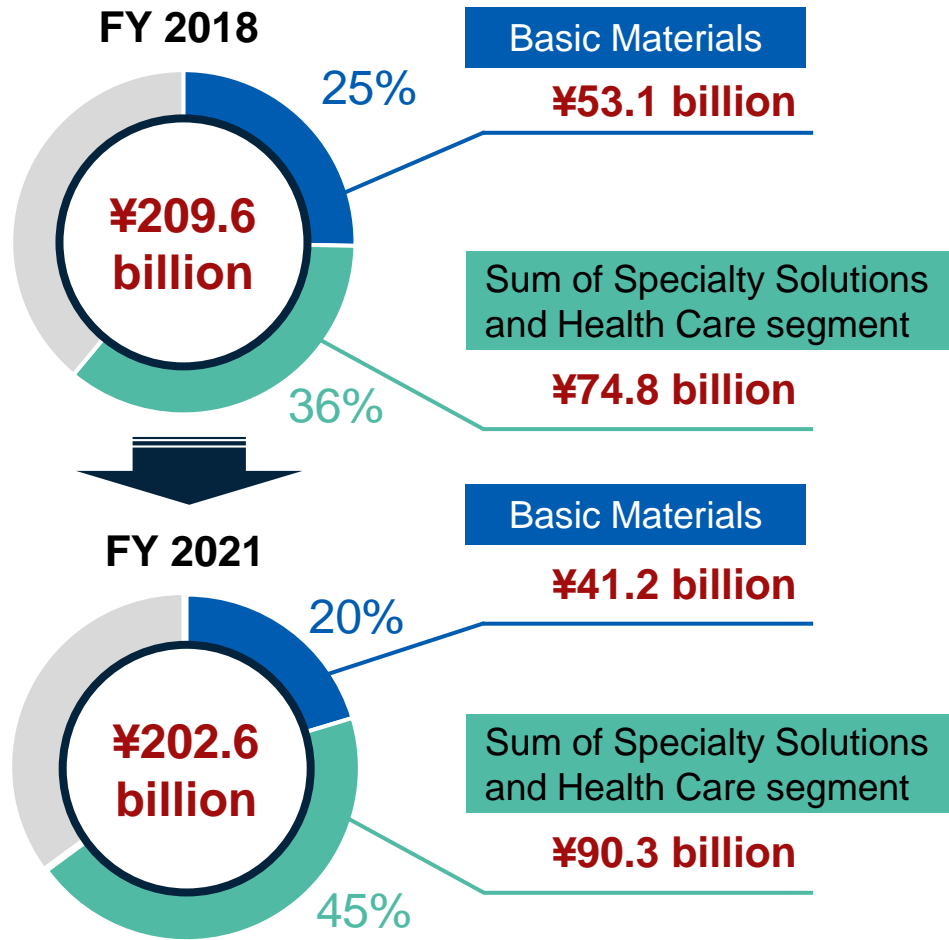 FY 2018
25%
¥209.6
billion
36%
Basic Materials
¥53.1 billion
Sum of Specialty Solutions
and Health Care segment
¥74.8 billion
FY 2021
20%
¥202.6
billion
45%
Basic Materials
¥41.2 billion
Sum of Specialty Solutions
and Health Care segment
¥90.3 billion